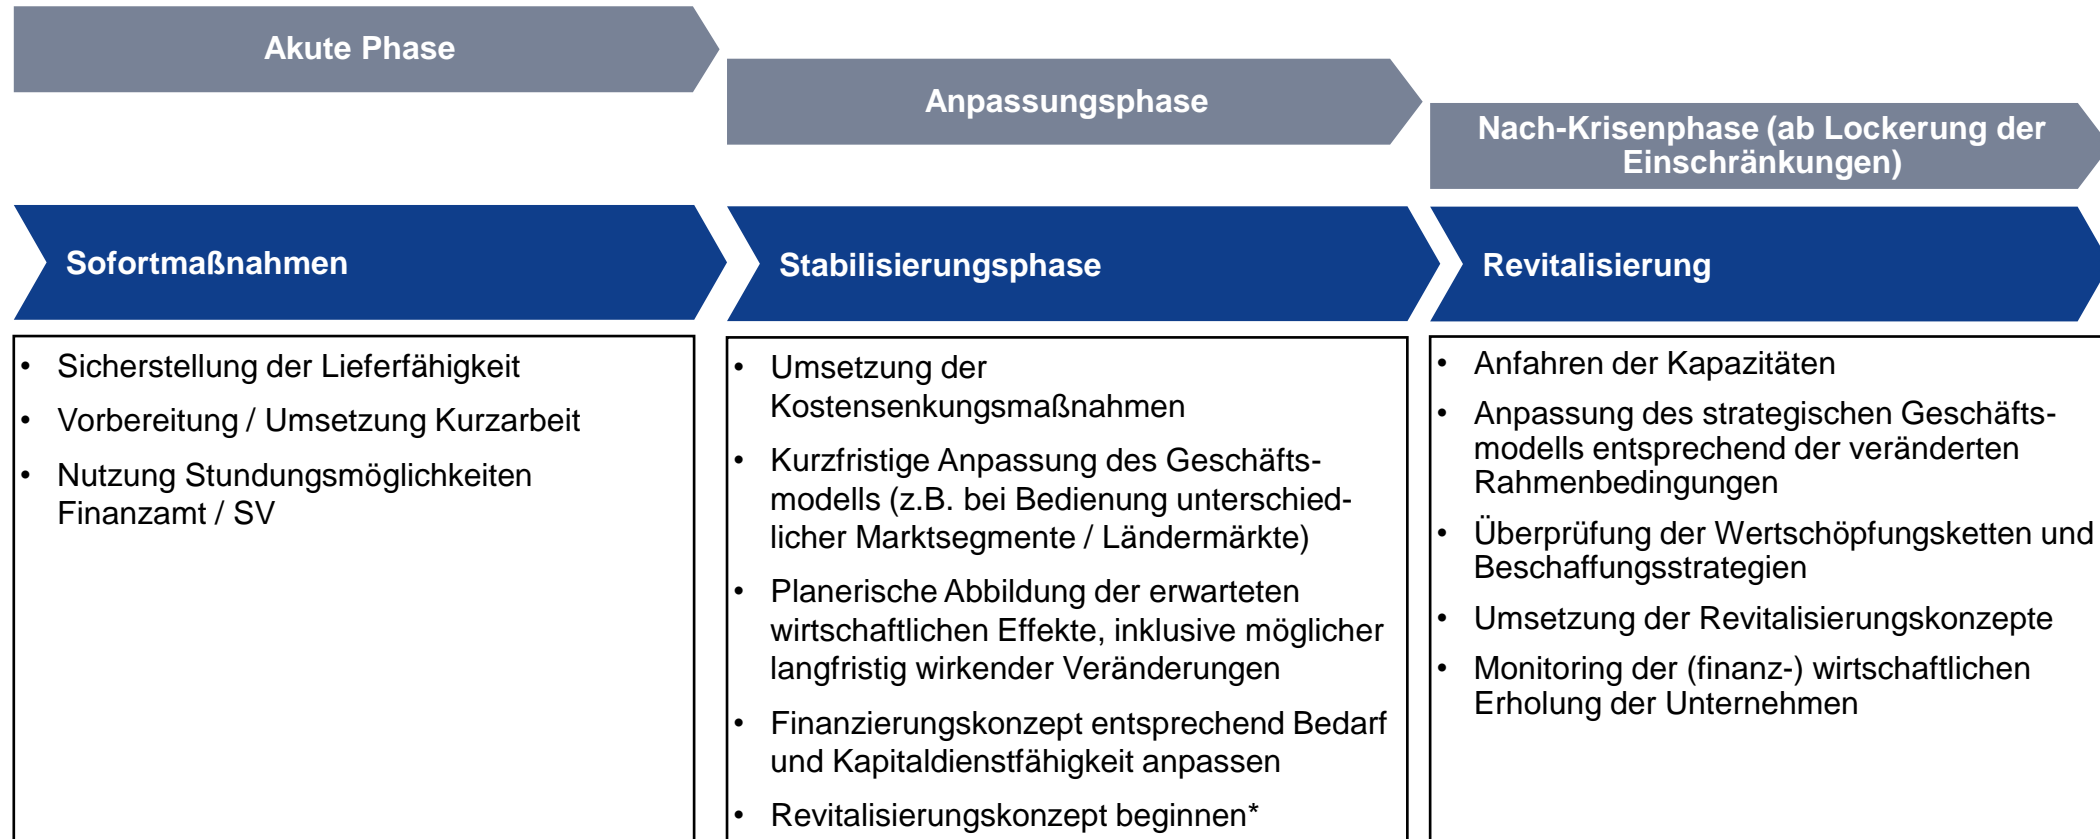 Akute Phase
Anpassungsphase
Nach-Krisenphase (ab Lockerung der
Einschränkungen)
Sofortmaßnahmen
Stabilisierungsphase
Revitalisierung
• Sicherstellung der Lieferfähigkeit
• Vorbereitung / Umsetzung Kurzarbeit
• Nutzung Stundungsmöglichkeiten
Finanzamt / SV
• Umsetzung der
Kostensenkungsmaßnahmen
• Kurzfristige Anpassung des Geschäfts-
modells (z.B. bei Bedienung unterschied-
licher Marktsegmente / Ländermärkte)
• Planerische Abbildung der erwarteten
wirtschaftlichen Effekte, inklusive möglicher
langfristig wirkender Veränderungen
• Finanzierungskonzept entsprechend Bedarf
und Kapitaldienstfähigkeit anpassen
• Revitalisierungskonzept beginnen*
• Anfahren der Kapazitäten
• Anpassung des strategischen Geschäfts-
modells entsprechend der veränderten
Rahmenbedingungen
• Überprüfung der Wertschöpfungsketten und
Beschaffungsstrategien
• Umsetzung der Revitalisierungskonzepte
• Monitoring der (finanz-) wirtschaftlichen
Erholung der Unternehmen